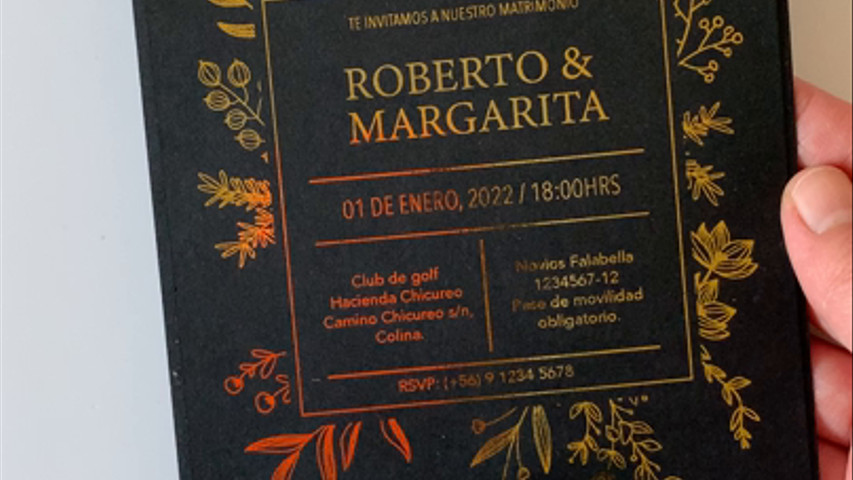 TE INVITAMOS A NUESTRO MATRIMONIO
ROBERTO &
MARGARITA
01 DE ENERO, 2022 / 18:00HRS
Club de golf
Hacienda Chicureo
Camino Chicureo s/n,
Colina.
Novios Falabella
1234567-12
Pase de movilidad
obligatorio.
RSVP: (+56) 9 1234 5678